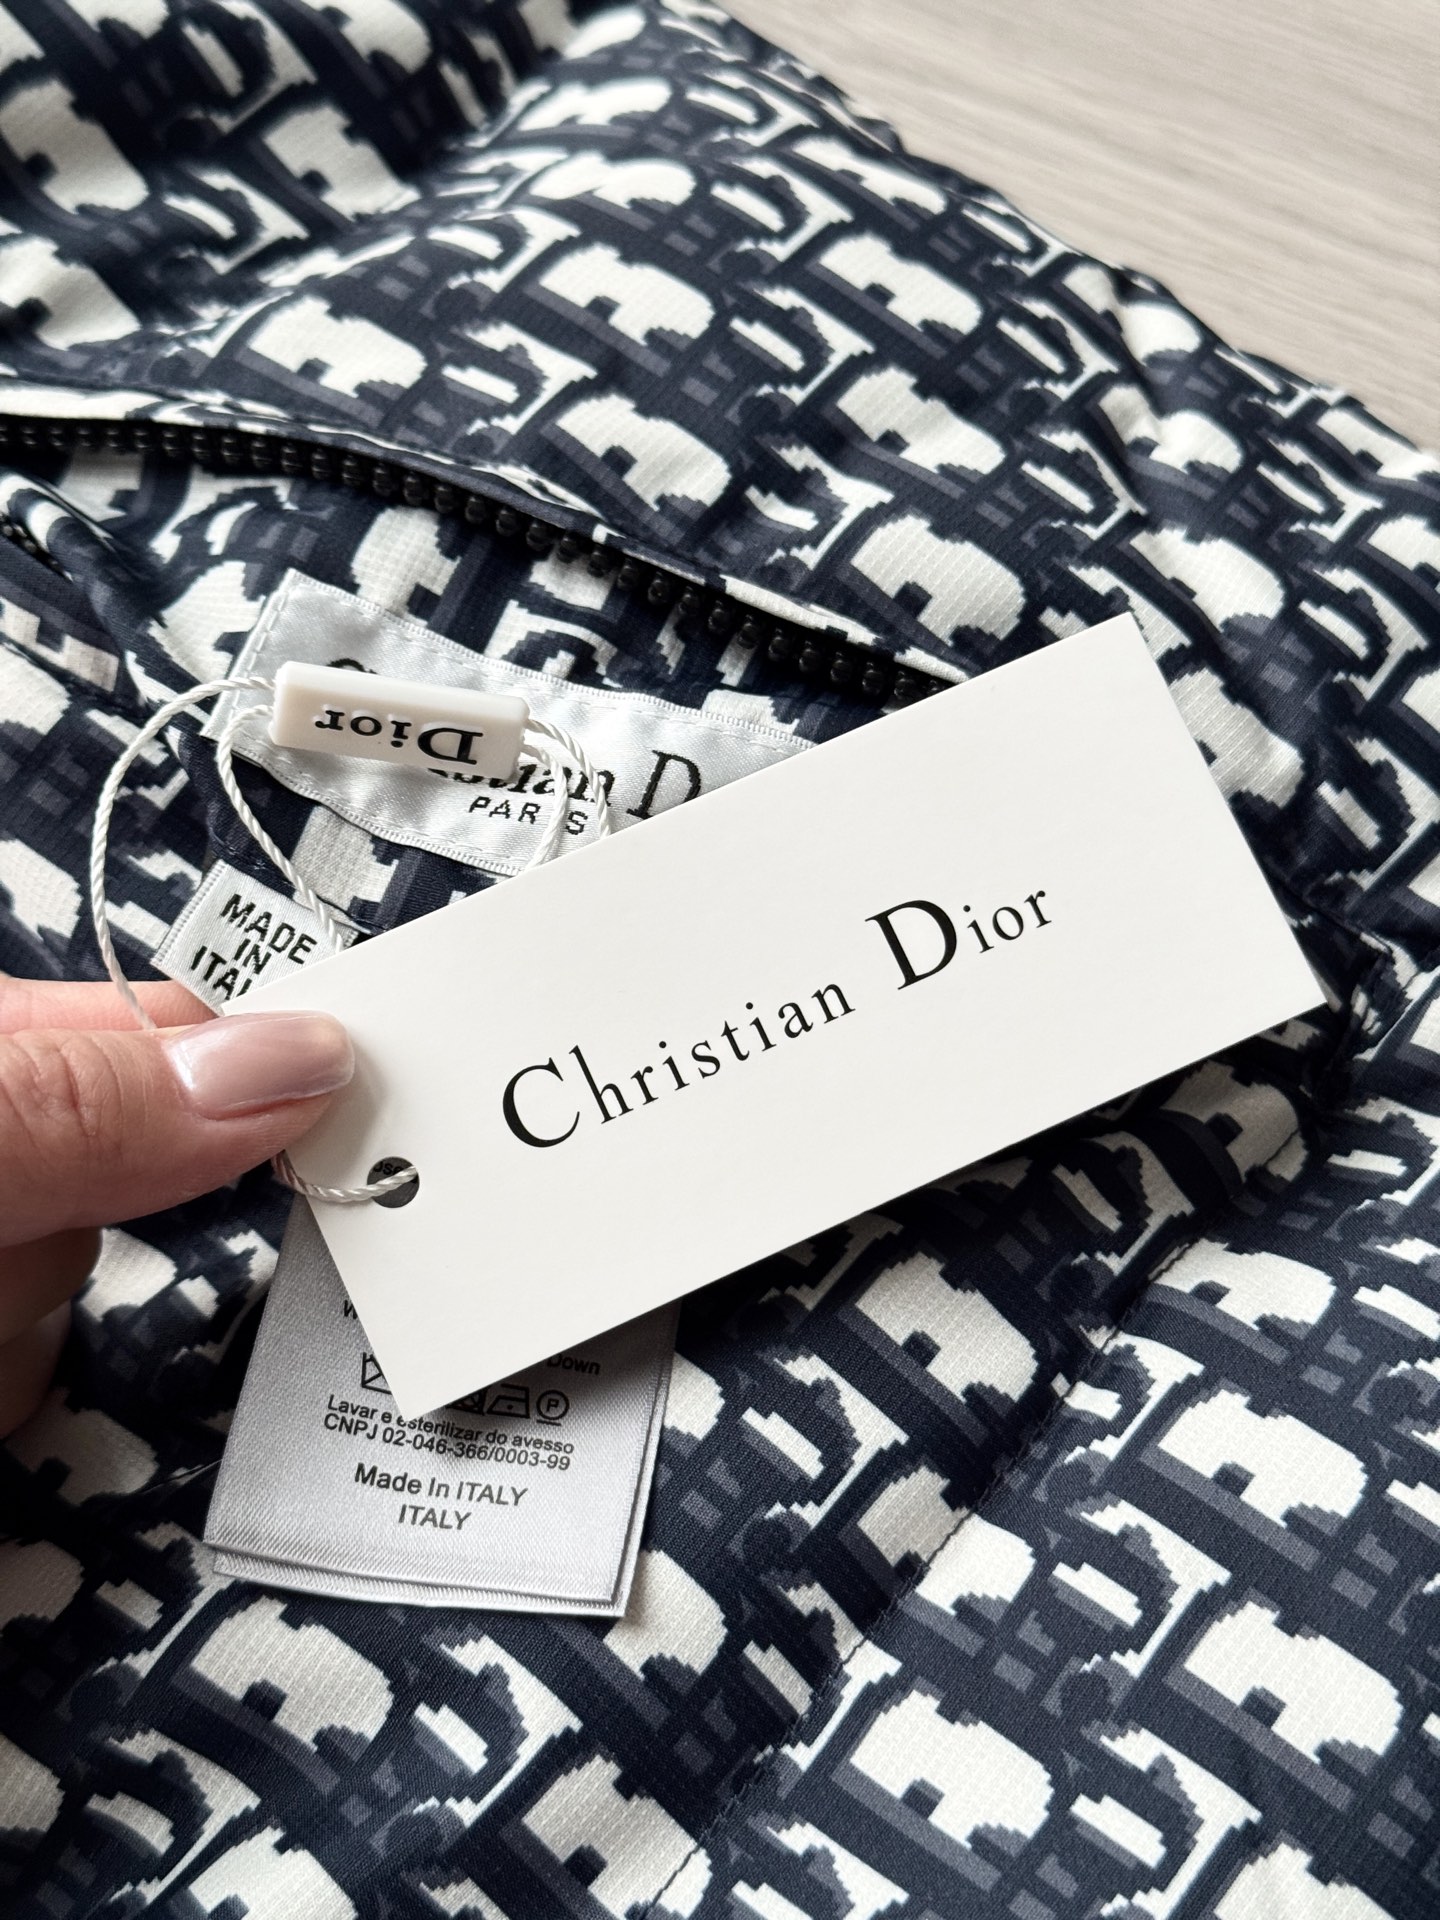 Dior
PARIS
MADE
IN
Christian Dior
Down
P
Lavar e esterilizar do avesso
CNPJ 02-046-366/0003-99
Made In ITALY
ITALY